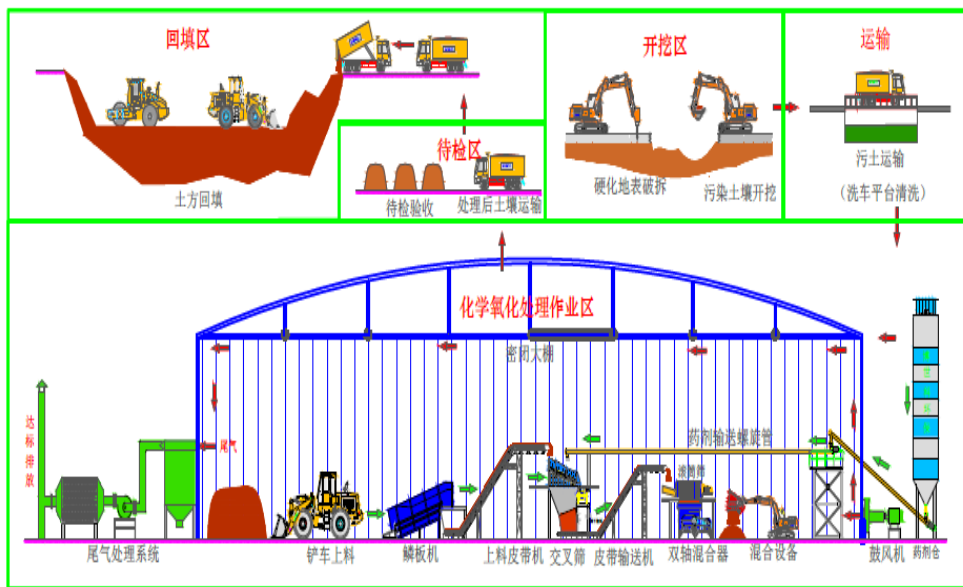 回填区
土方回填
待检区
待检验收
处理后土壤运输
开挖区
硬化地表破拆
污染土壤开挖
运输
污土运输
(洗车平台清洗)
化学氧化处理作业区
密闭大棚
达标排放
尾气
药剂输送螺旋管
滚筒筛
尾气处理系统
铲车上料
鳞板机
上料皮带机
交叉筛
皮带输送机
双轴混合器
混合设备
鼓风机
药剂仓